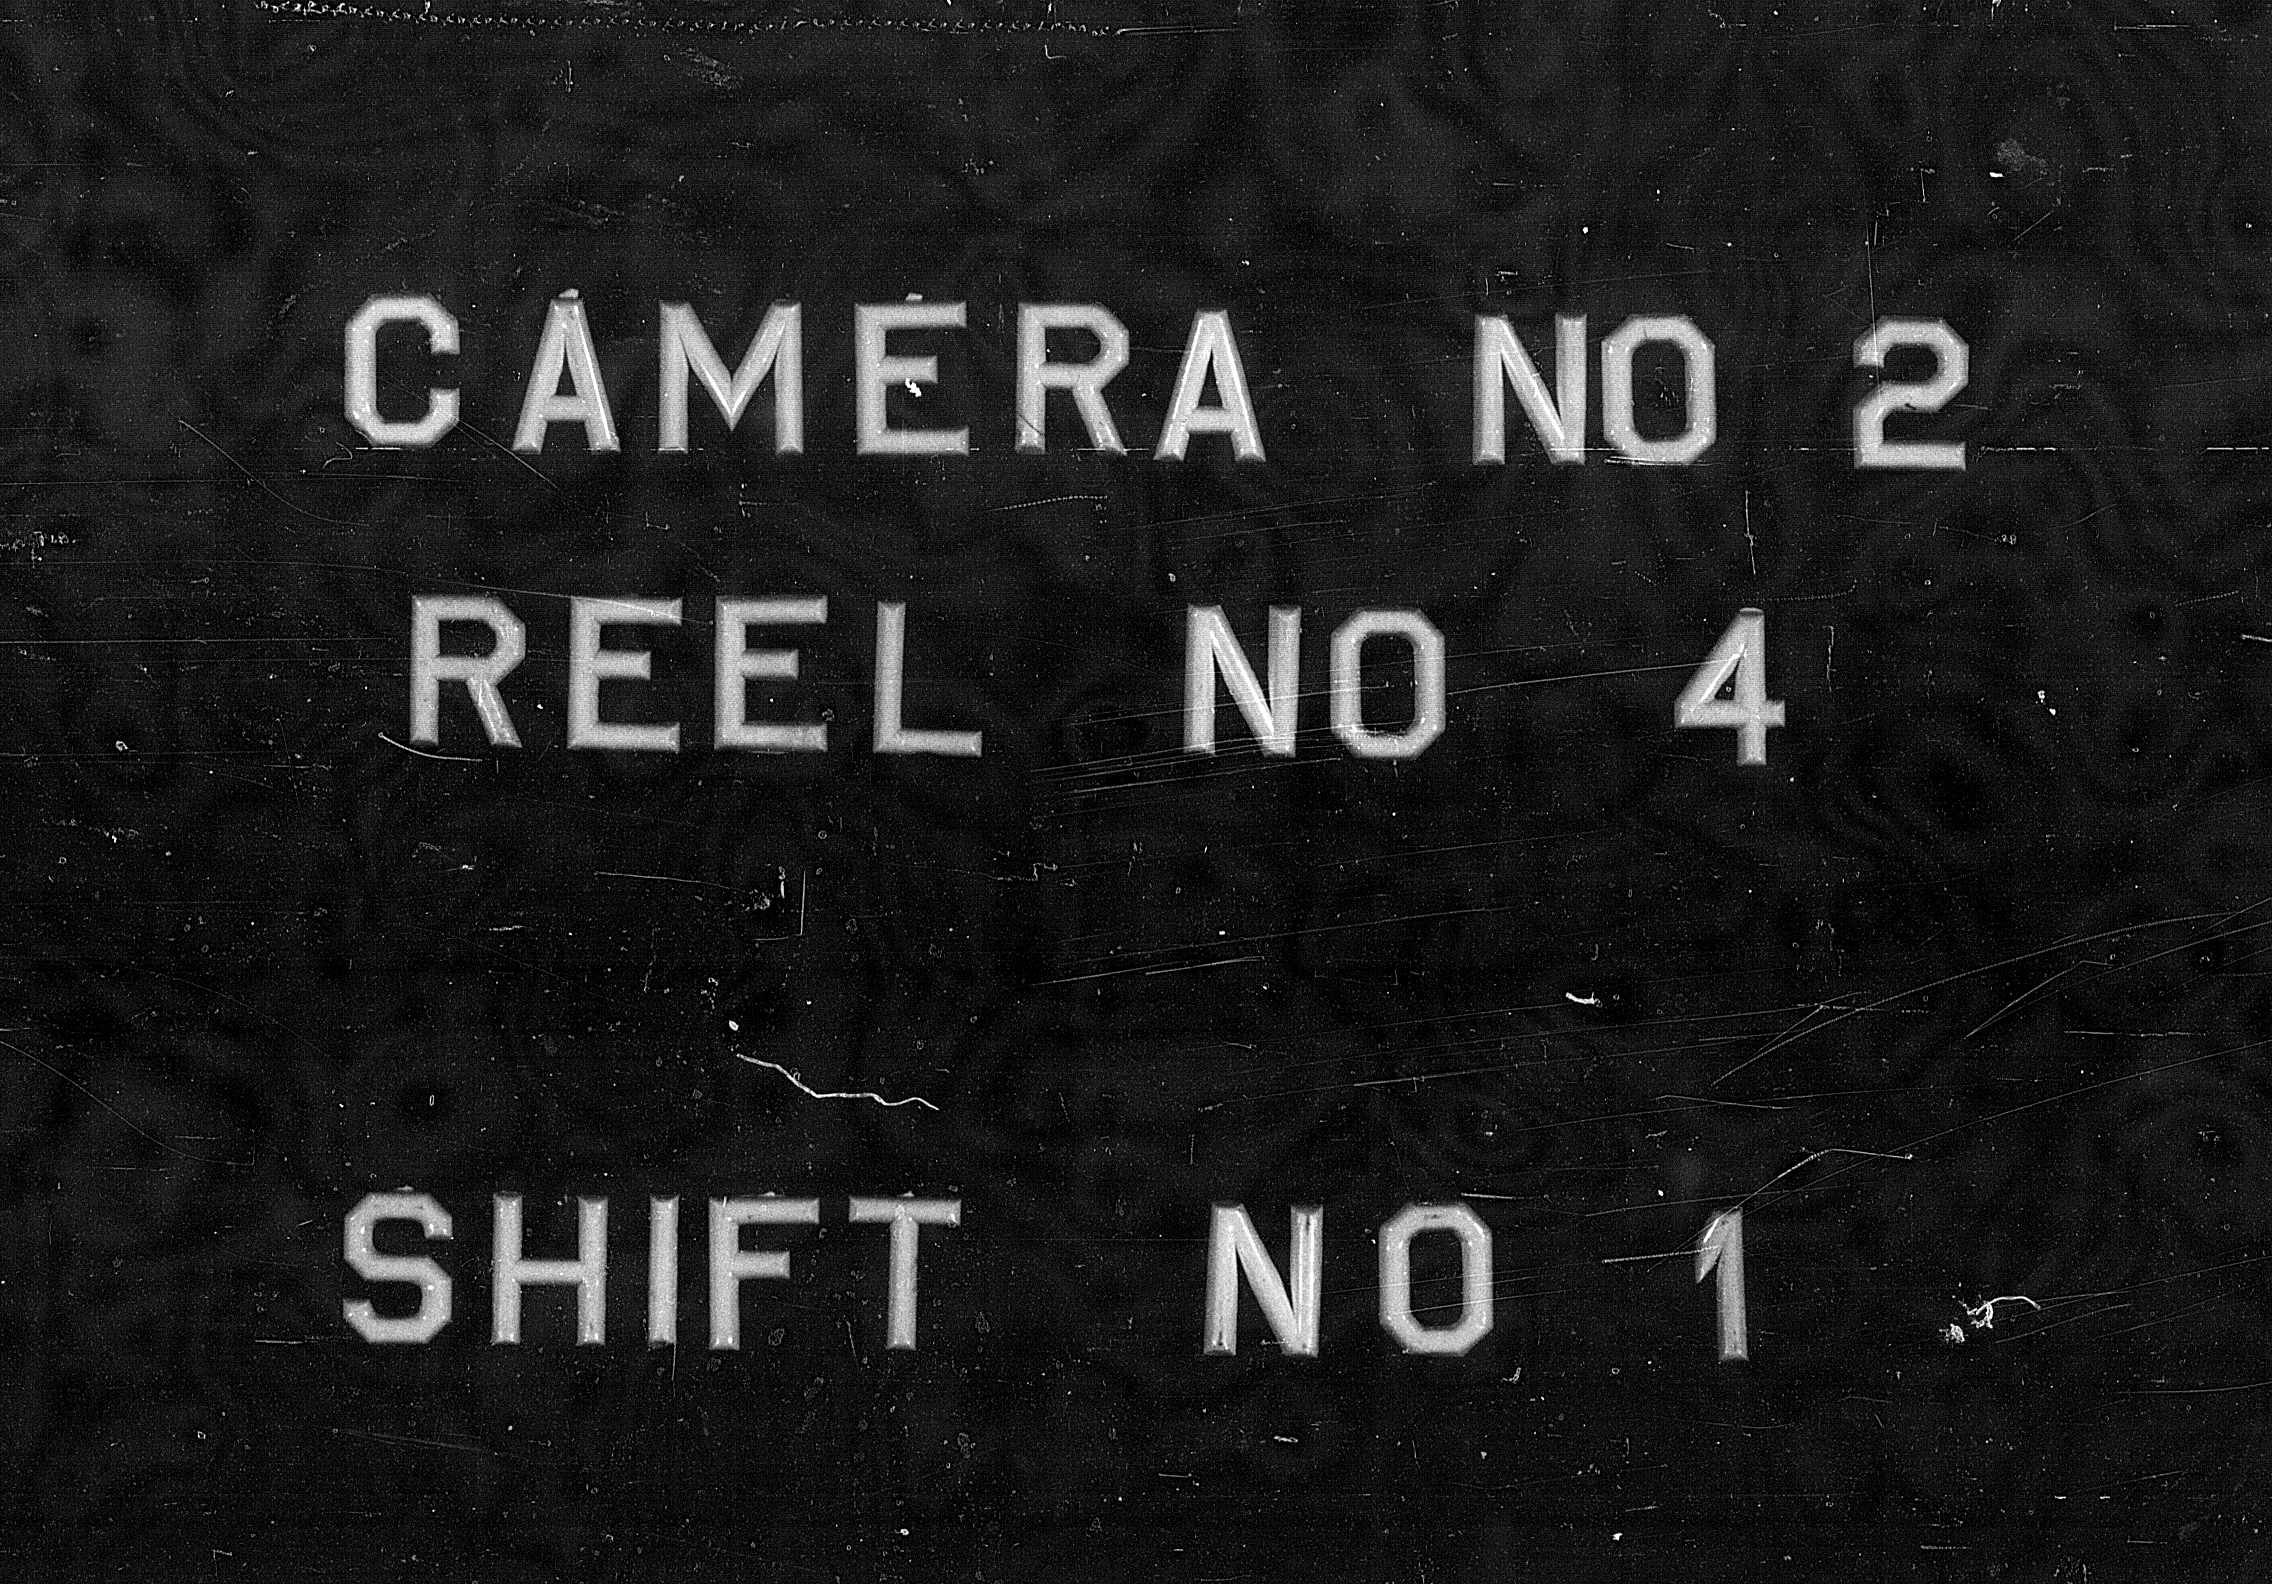 CAMERA NO 2
REEL NO 4
SHIFT NO 1